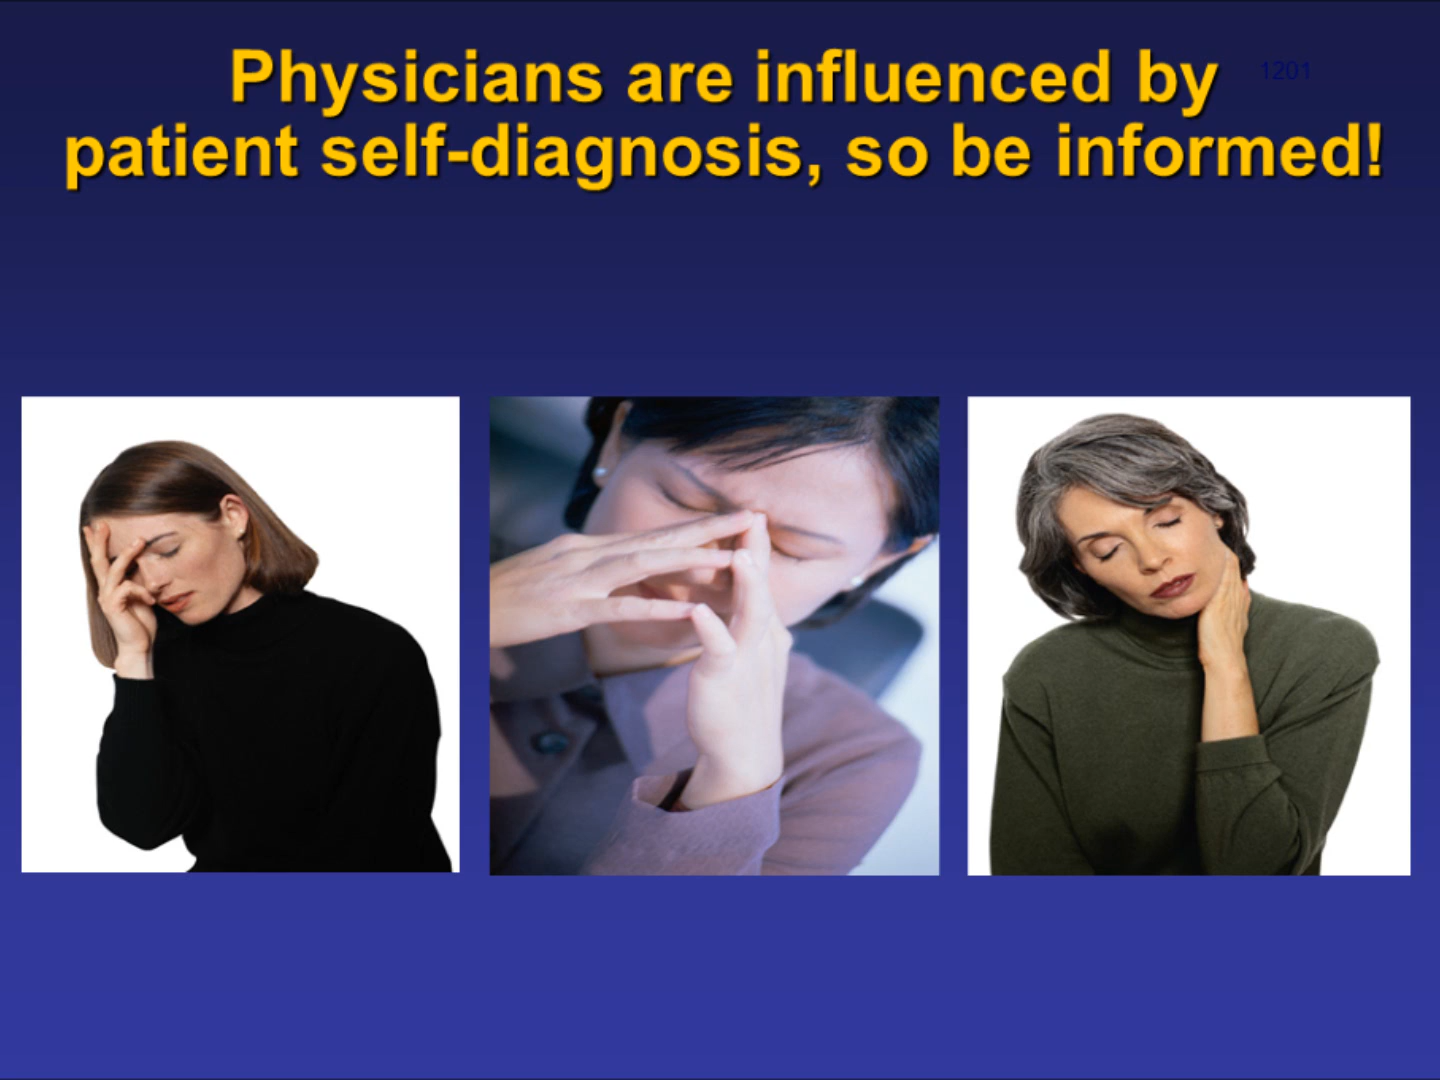 Physicians are influenced by
1201
patient self-diagnosis, so be informed!